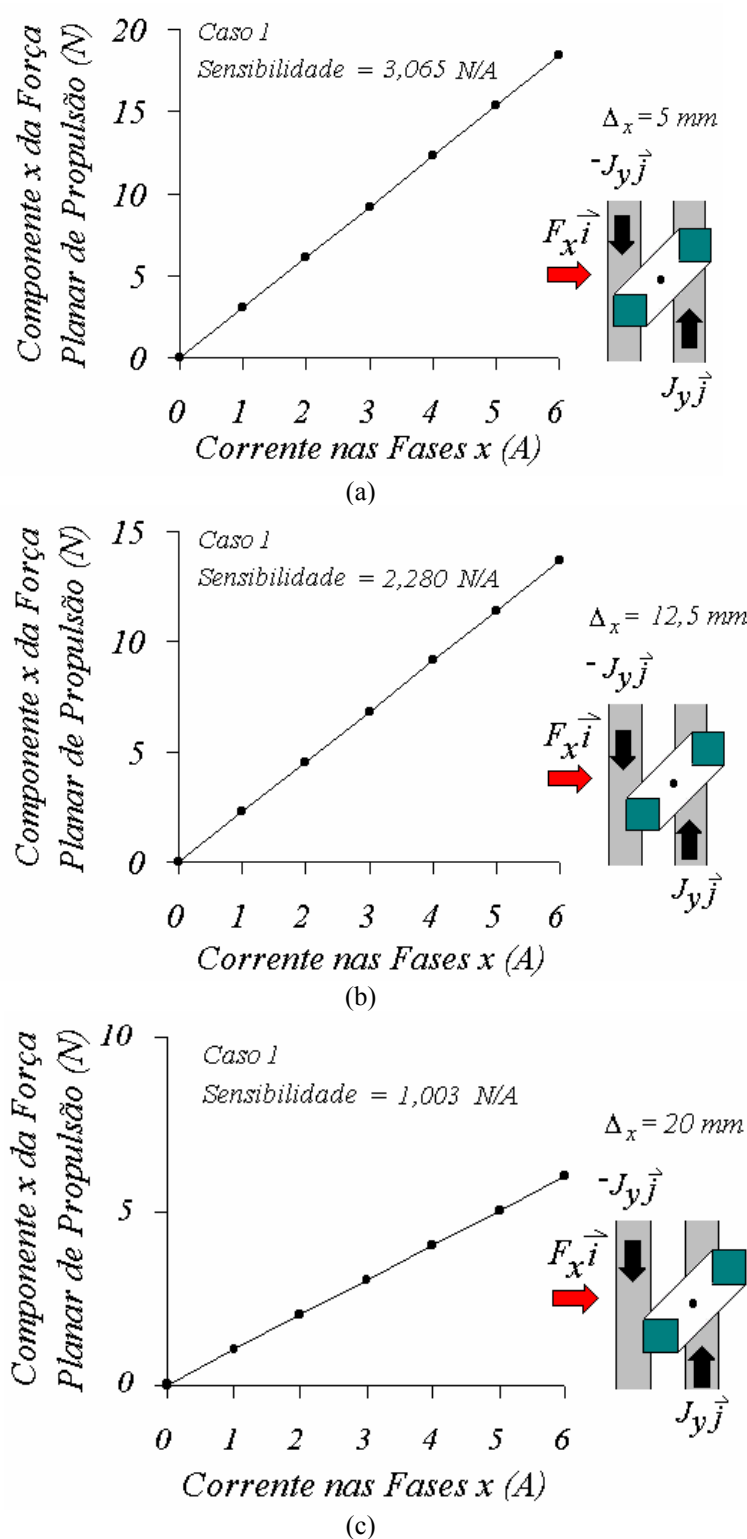 Componente x da Força
Planar de Propulsão (N)
20
15
10
5
0
Caso 1
Sensibilidade = 3,065 N/A
0 1 2 3 4 5 6
Corrente nas Fases x (A)
Δx = 5 mm
-Jy j⃗
Fx i⃗
Jy j⃗
(a)
Componente x da Força
Planar de Propulsão (N)
15
10
5
0
Caso 1
Sensibilidade = 2,280 N/A
0 1 2 3 4 5 6
Corrente nas Fases x (A)
Δx = 12,5 mm
-Jy j⃗
Fx i⃗
Jy j⃗
(b)
Componente x da Força
Planar de Propulsão (N)
10
5
0
Caso 1
Sensibilidade = 1,003 N/A
0 1 2 3 4 5 6
Corrente nas Fases x (A)
Δx = 20 mm
-Jy j⃗
Fx i⃗
Jy j⃗
(c)